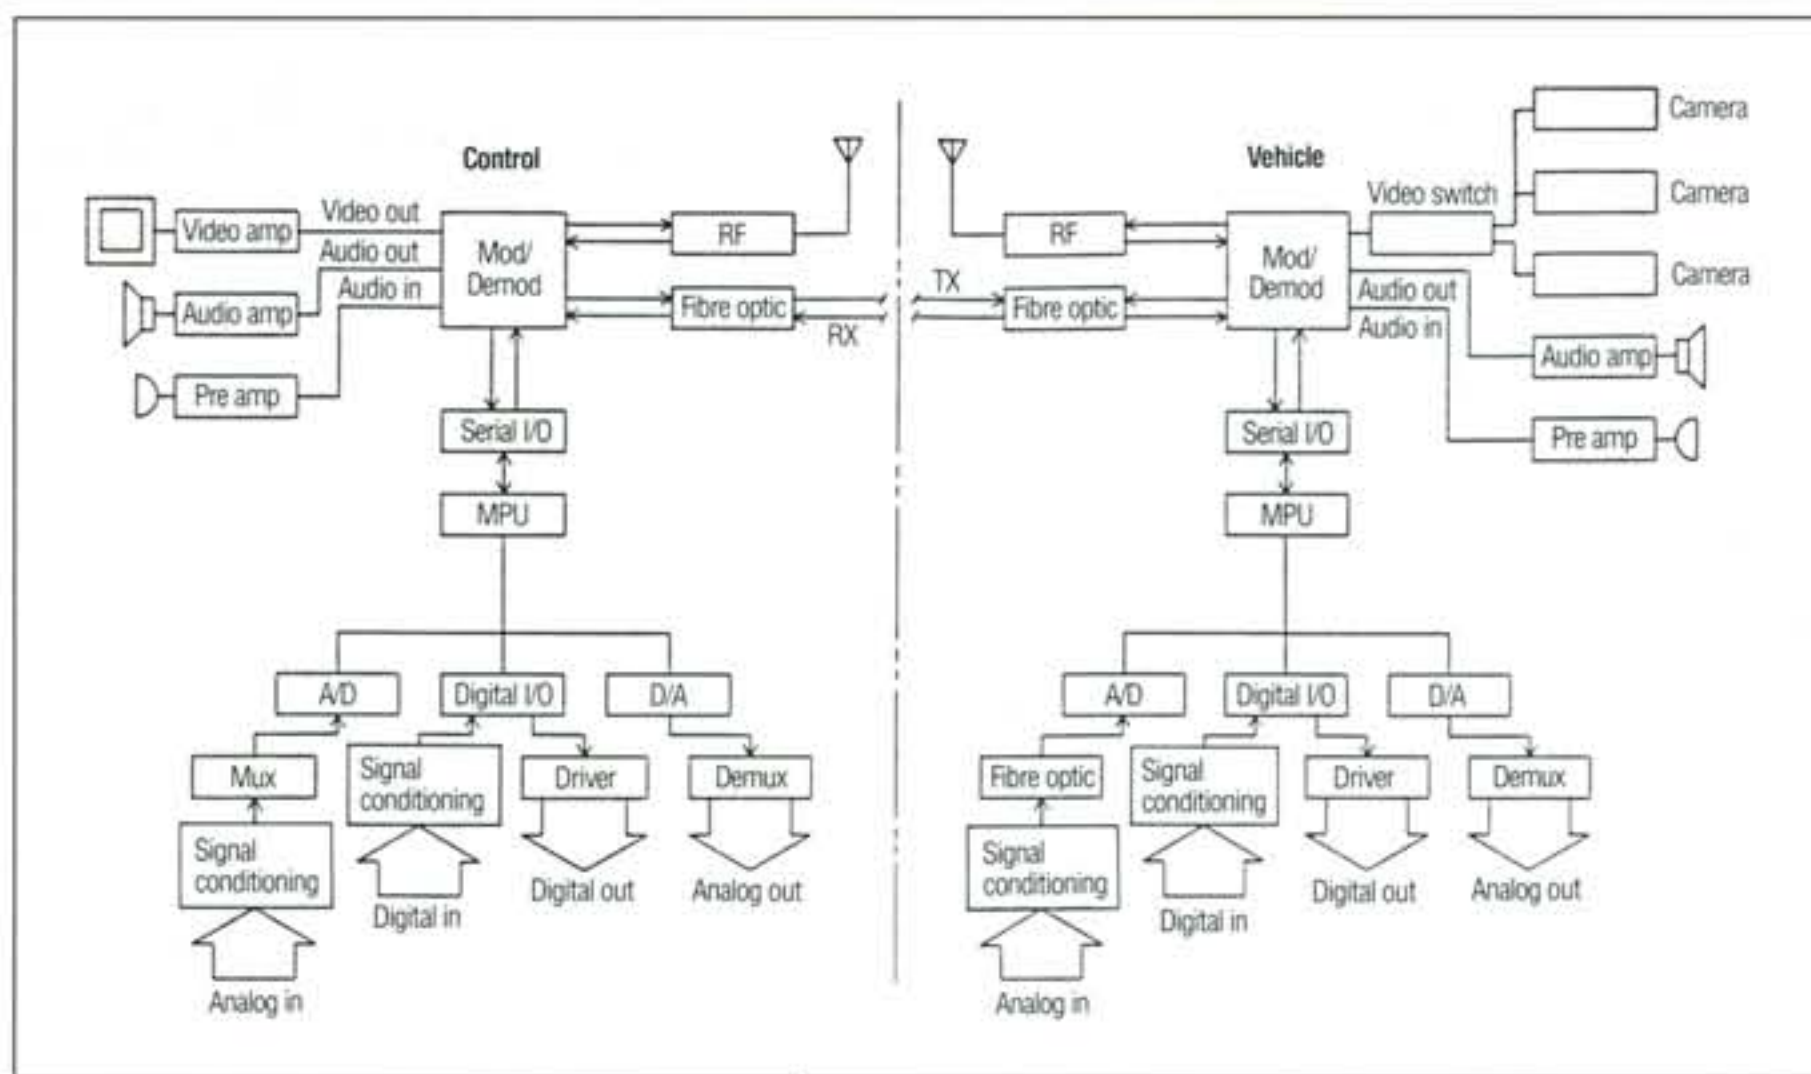 Control
Video amp
Video out
Audio out
Audio in
Audio amp
Pre amp
Mod/
Demod
RF
Fibre optic
TX
RX
Serial I/O
MPU
A/D
Digital I/O
D/A
Mux
Signal
conditioning
Driver
Demux
Signal
conditioning
Digital in
Digital out
Analog out
Analog in
Vehicle
Video switch
Camera
Camera
Camera
RF
Mod/
Demod
Fibre optic
Audio out
Audio in
Audio amp
Pre amp
Serial I/O
MPU
A/D
Digital I/O
D/A
Fibre optic
Signal
conditioning
Driver
Demux
Signal
conditioning
Digital in
Digital out
Analog out
Analog in